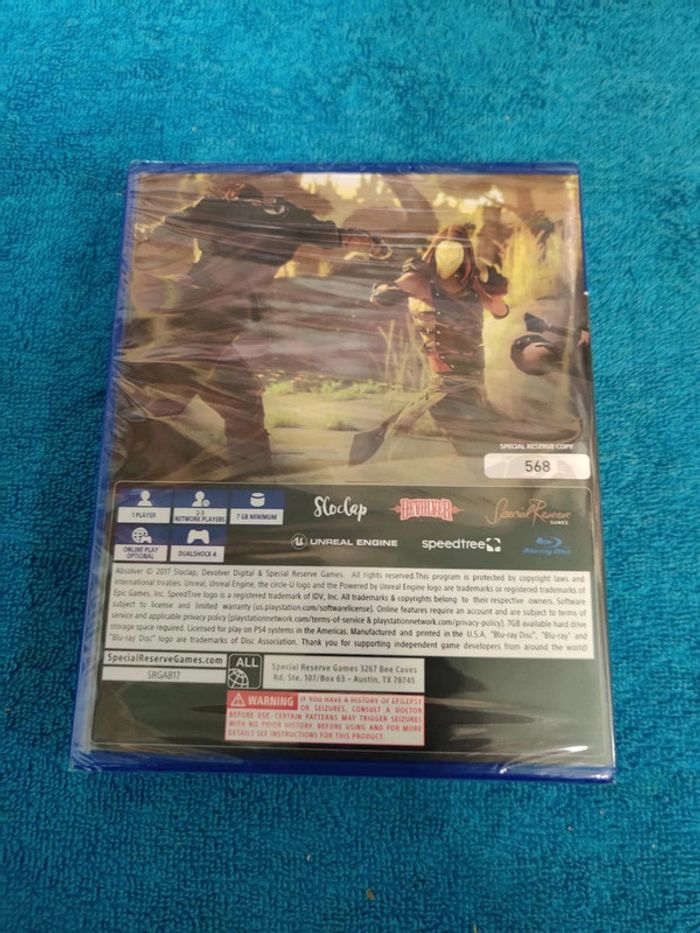 SPECIAL RESERVE COPY
568
1 PLAYER
2-3
NETWORK PLAYERS
7 GB MINIMUM
Sloclap
DEVOLVER
Special Reserve
GAMES
ONLINE PLAY
OPTIONAL
DUALSHOCK 4
UNREAL ENGINE
speedtree
Blu-ray Disc
Absolver © 2017 Sloclap, Devolver Digital & Special Reserve Games. All rights reserved.This program is protected by copyright laws and
international treaties. Unreal, Unreal Engine, the circle-U logo and the Powered by Unreal Engine logo are trademarks or registered trademarks of
Epic Games, Inc. SpeedTree logo is a registered trademark of IDV, Inc. All trademarks & copyrights belong to their respective owners. Software
subject to license and limited warranty (us.playstation.com/softwarelicense). Online features require an account and are subject to terms of
service and applicable privacy policy (playstationnetwork.com/terms-of-service & playstationnetwork.com/privacy-policy). 7GB available hard drive
storage space required. Licensed for play on PS4 systems in the Americas. Manufactured and printed in the U.S.A. "Blu-ray Disc", "Blu-ray" and
"Blu-ray Disc" logo are trademarks of Disc Association. Thank you for supporting independent game developers from around the world!
SpecialReserveGames.com
SRGAB17
ALL
Special Reserve Games 3267 Bee Caves
Rd, Ste. 107/Box 63 – Austin, TX 78745
WARNING IF YOU HAVE A HISTORY OF EPILEPSY
OR SEIZURES, CONSULT A DOCTOR
BEFORE USE. CERTAIN PATTERNS MAY TRIGGER SEIZURES
WITH NO PRIOR HISTORY. BEFORE USING AND FOR MORE
DETAILS SEE INSTRUCTIONS FOR THIS PRODUCT.